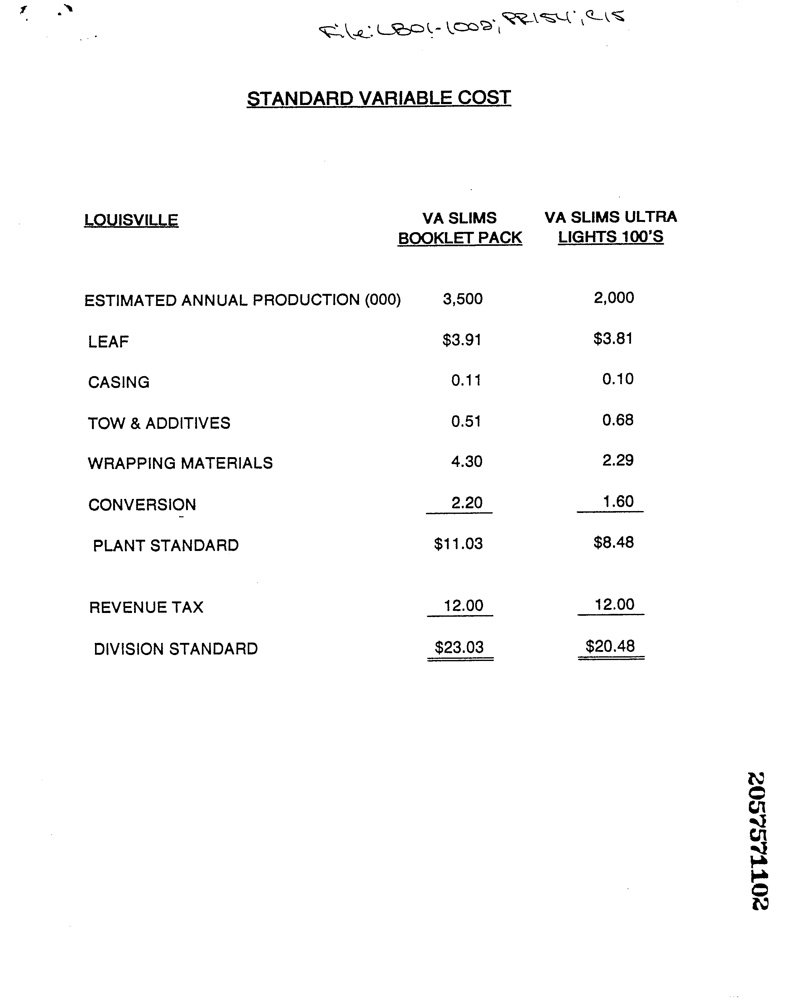 File: LB01-1002; PP154; C15
STANDARD VARIABLE COST
LOUISVILLE VA SLIMS BOOKLET PACK VA SLIMS ULTRA LIGHTS 100'S
ESTIMATED ANNUAL PRODUCTION (000) 3,500 2,000
LEAF $3.91 $3.81
CASING 0.11 0.10
TOW & ADDITIVES 0.51 0.68
WRAPPING MATERIALS 4.30 2.29
CONVERSION 2.20 1.60
PLANT STANDARD $11.03 $8.48
REVENUE TAX 12.00 12.00
DIVISION STANDARD $23.03 $20.48
2057571102